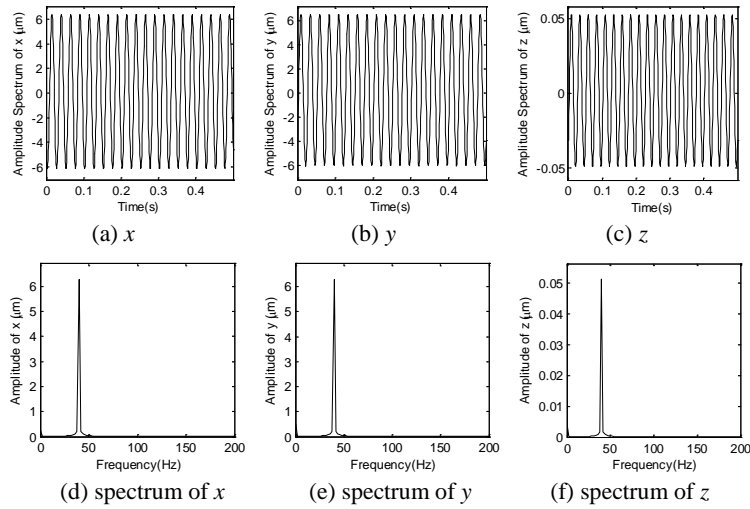 Amplitude Spectrum of x (μm)
6
4
2
0
-2
-4
-6
0 0.1 0.2 0.3 0.4
Time(s)
(a) x
Amplitude Spectrum of y (μm)
6
4
2
0
-2
-4
-6
0 0.1 0.2 0.3 0.4
Time(s)
(b) y
Amplitude Spectrum of z (μm)
0.05
0
-0.05
0 0.1 0.2 0.3 0.4
Time(s)
(c) z
Amplitude of x (μm)
6
5
4
3
2
1
0
0 50 100 150 200
Frequency(Hz)
(d) spectrum of x
Amplitude of y (μm)
6
5
4
3
2
1
0
0 50 100 150 200
Frequency(Hz)
(e) spectrum of y
Amplitude of z (μm)
0.05
0.04
0.03
0.02
0.01
0
0 50 100 150 200
Frequency(Hz)
(f) spectrum of z